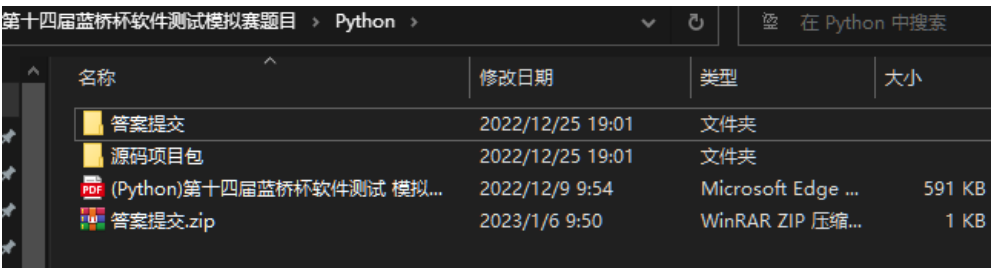 第十四届蓝桥杯软件测试模拟赛题目 › Python ›
在 Python 中搜索
名称 修改日期 类型 大小
答案提交 2022/12/25 19:01 文件夹
源码项目包 2022/12/25 19:01 文件夹
(Python)第十四届蓝桥杯软件测试 模拟... 2022/12/9 9:54 Microsoft Edge ... 591 KB
答案提交.zip 2023/1/6 9:50 WinRAR ZIP 压缩... 1 KB